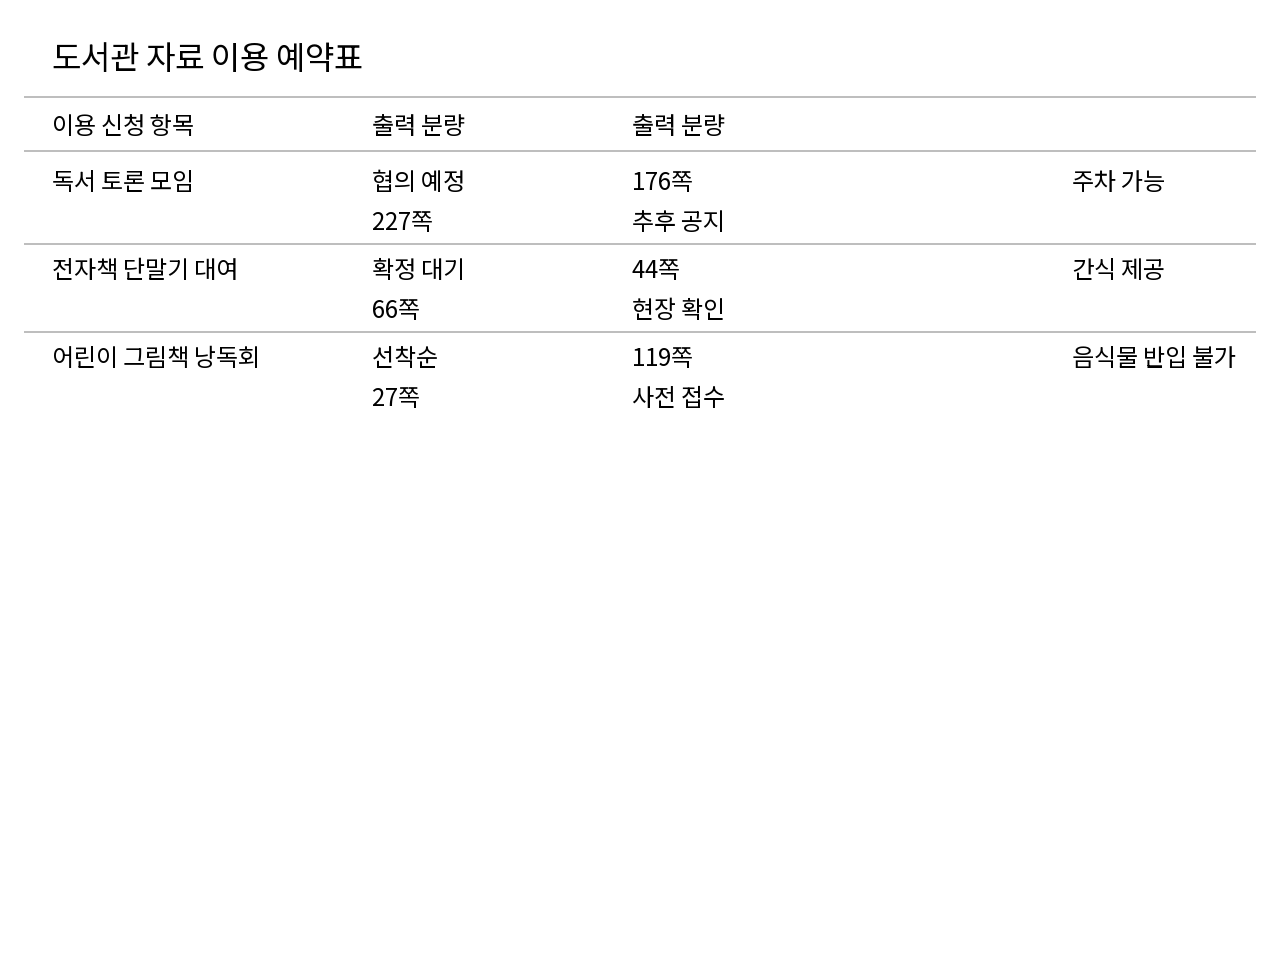 도서관 자료 이용 예약표
이용 신청 항목 출력 분량 출력 분량
독서 토론 모임 협의 예정 176쪽 주차 가능
227쪽 추후 공지
전자책 단말기 대여 확정 대기 44쪽 간식 제공
66쪽 현장 확인
어린이 그림책 낭독회 선착순 119쪽 음식물 반입 불가
27쪽 사전 접수